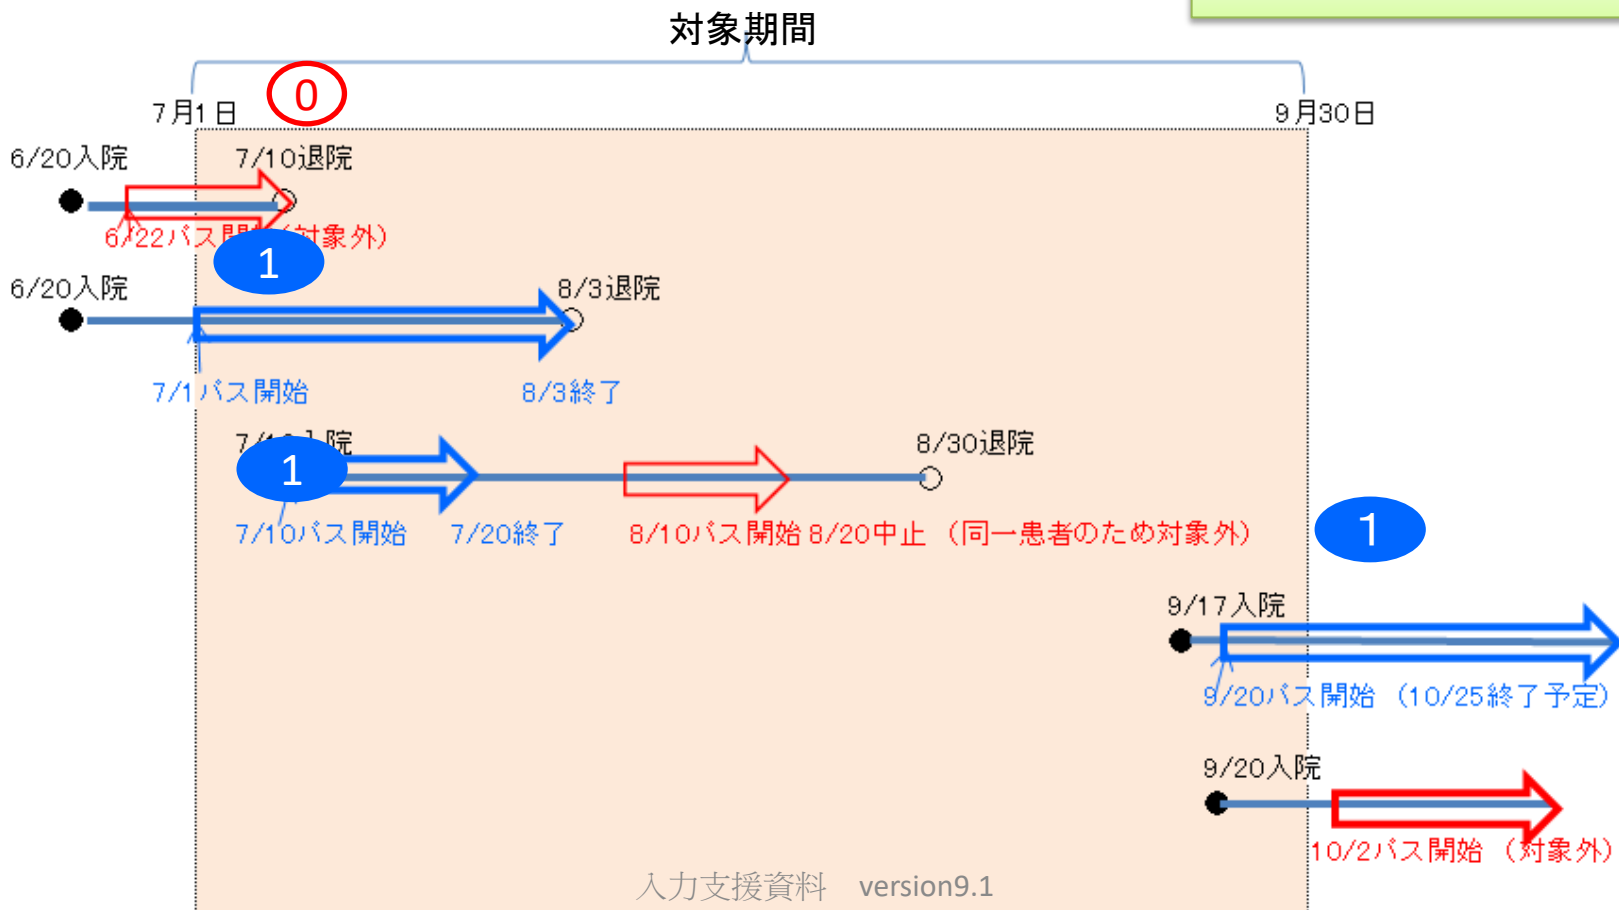 対象期間
7月1日
0
9月30日
6/20入院
7/10退院
6/22パス開 (対象外)
1
6/20入院
8/3退院
7/1パス開始
8/3終了
入院
8/30退院
1
7/10パス開始
7/20終了
8/10パス開始
8/20中止 (同一患者のため対象外)
1
9/17入院
9/20パス開始 (10/25終了予定)
9/20入院
10/2パス開始 (対象外)
入力支援資料 version9.1